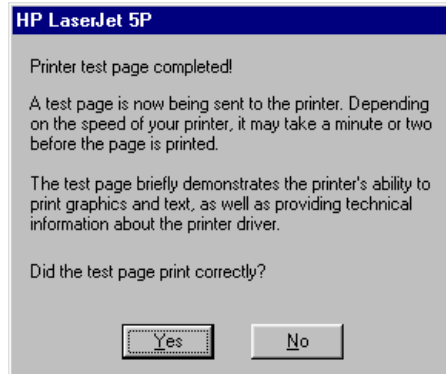 HP LaserJet 5P
Printer test page completed!
A test page is now being sent to the printer. Depending
on the speed of your printer, it may take a minute or two
before the page is printed.
The test page briefly demonstrates the printer's ability to
print graphics and text, as well as providing technical
information about the printer driver.
Did the test page print correctly?
Yes No